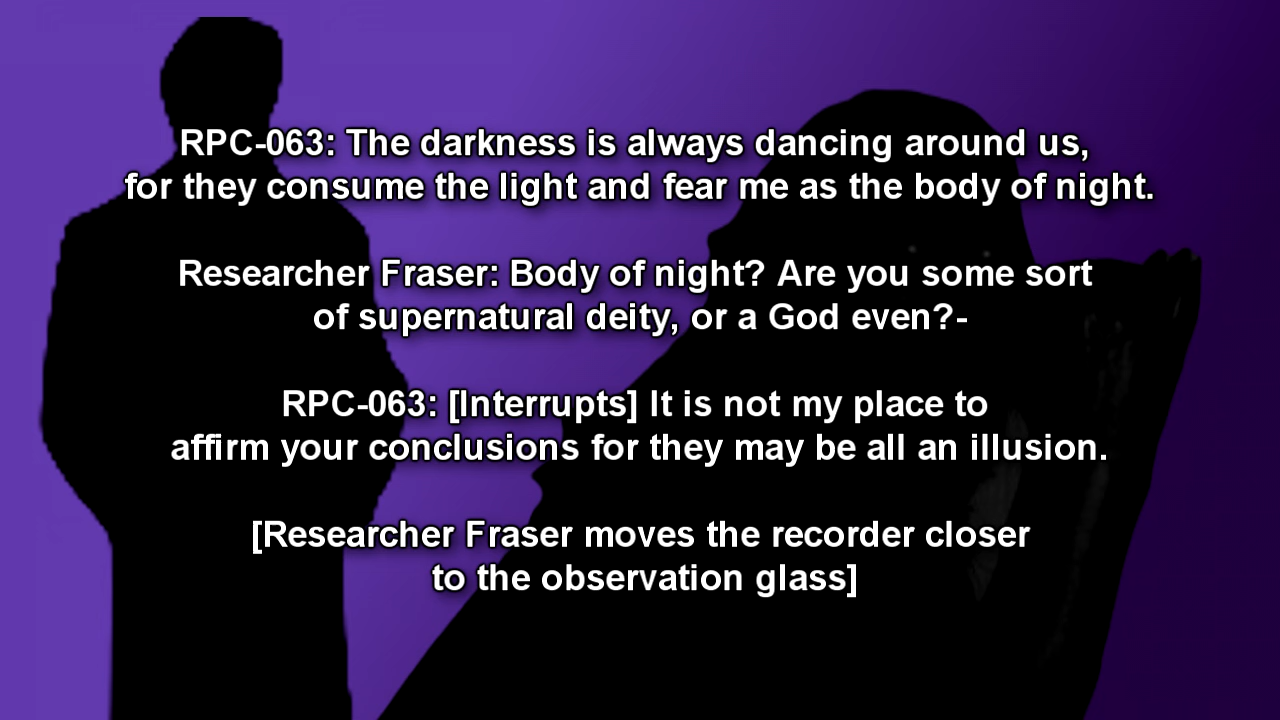 RPC-063: The darkness is always dancing around us,
for they consume the light and fear me as the body of night.
Researcher Fraser: Body of night? Are you some sort
of supernatural deity, or a God even?-
RPC-063: [Interrupts] It is not my place to
affirm your conclusions for they may be all an illusion.
[Researcher Fraser moves the recorder closer
to the observation glass]